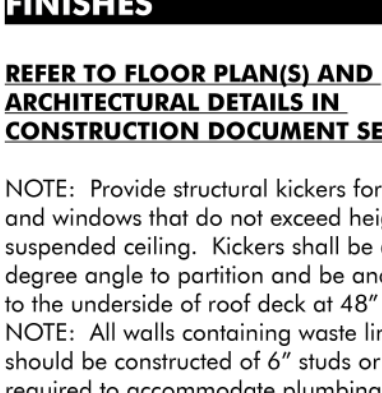 FINISHES
REFER TO FLOOR PLAN(S) AND
ARCHITECTURAL DETAILS IN
CONSTRUCTION DOCUMENT SE
NOTE: Provide structural kickers for
and windows that do not exceed hei
suspended ceiling. Kickers shall be
degree angle to partition and be and
to the underside of roof deck at 48"
NOTE: All walls containing waste lin
should be constructed of 6" studs or
required to accommodate plumbing